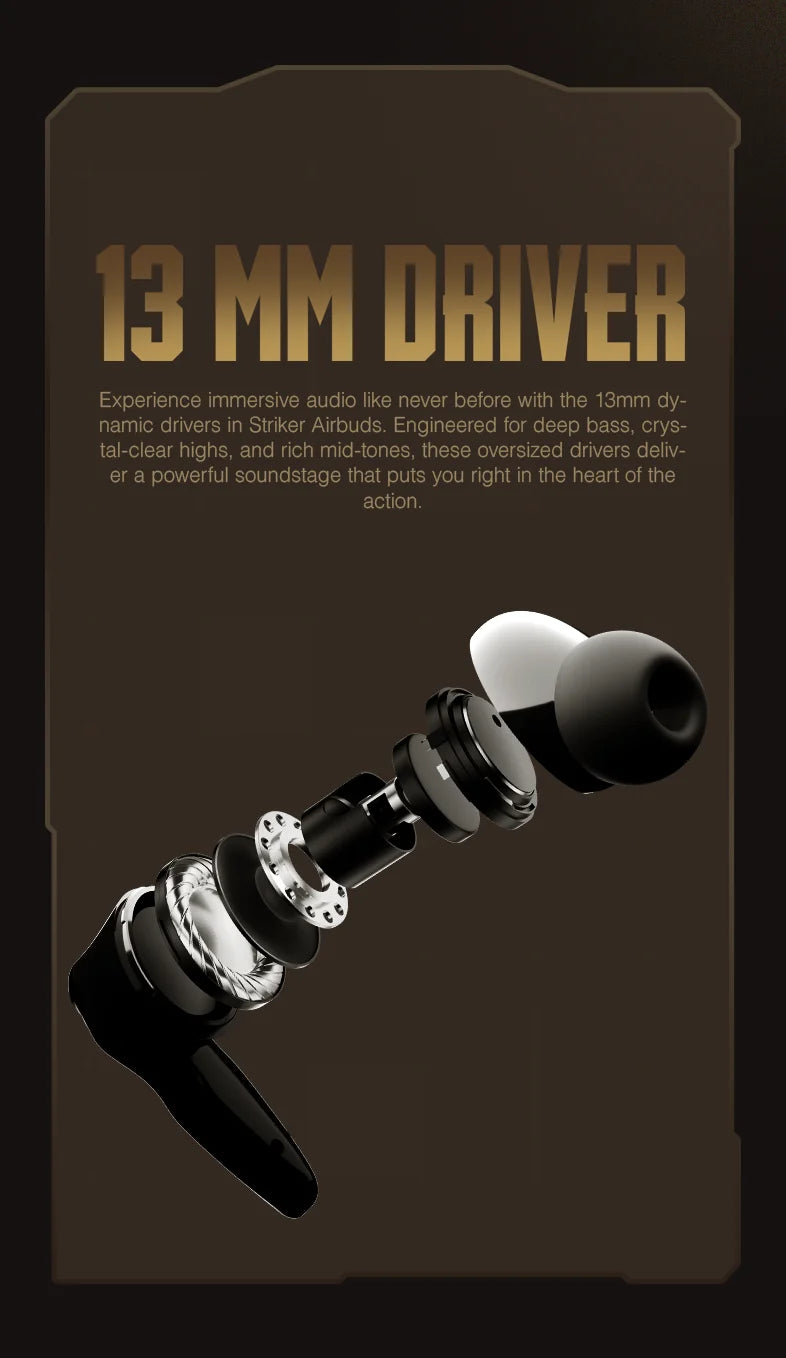 13 MM DRIVER
Experience immersive audio like never before with the 13mm dy-
namic drivers in Striker Airbuds. Engineered for deep bass, crys-
tal-clear highs, and rich mid-tones, these oversized drivers deliv-
er a powerful soundstage that puts you right in the heart of the
action.